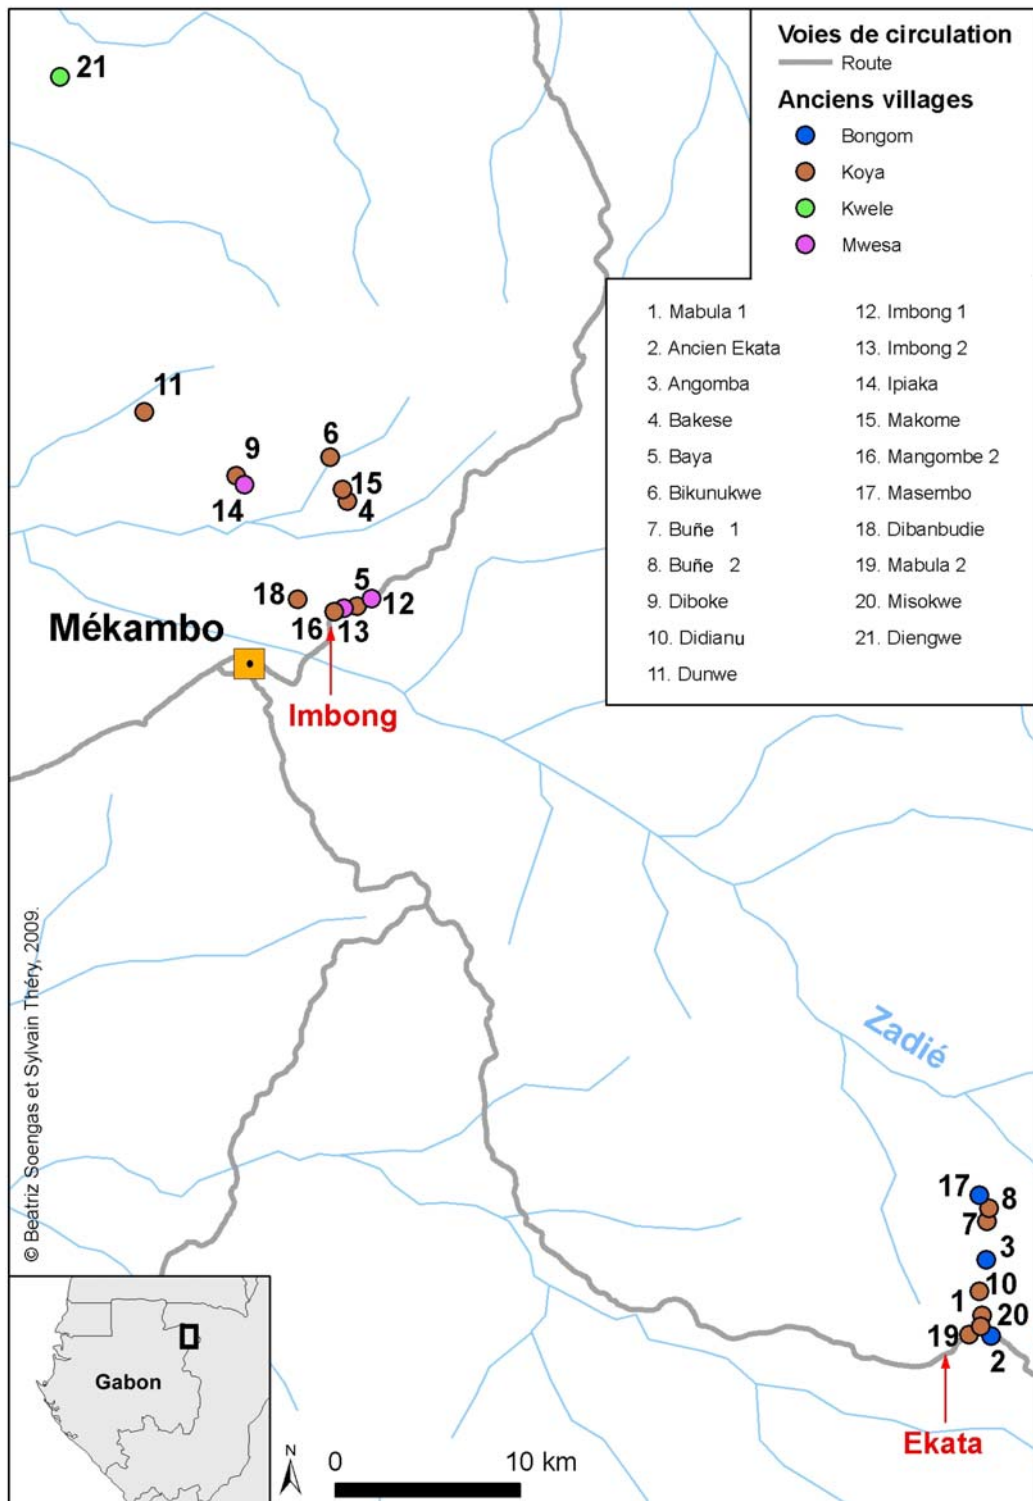 Voies de circulation
Route
Anciens villages
Bongom
Koya
Kwele
Mwesa
1. Mabula 1
2. Ancien Ekata
3. Angomba
4. Bakese
5. Baya
6. Bikunukwe
7. Buñe 1
8. Buñe 2
9. Diboke
10. Didianu
11. Dunwe
12. Imbong 1
13. Imbong 2
14. Ipiaka
15. Makome
16. Mangombe 2
17. Masembo
18. Dibanbudie
19. Mabula 2
20. Misokwe
21. Diengwe
21
11
6
9
15
14
4
5
18
12
16
13
Mékambo
Imbong
© Beatriz Soengas et Sylvain Théry, 2009.
Zadié
17
8
7
3
10
1
20
19
2
Ekata
Gabon
N
0
10 km